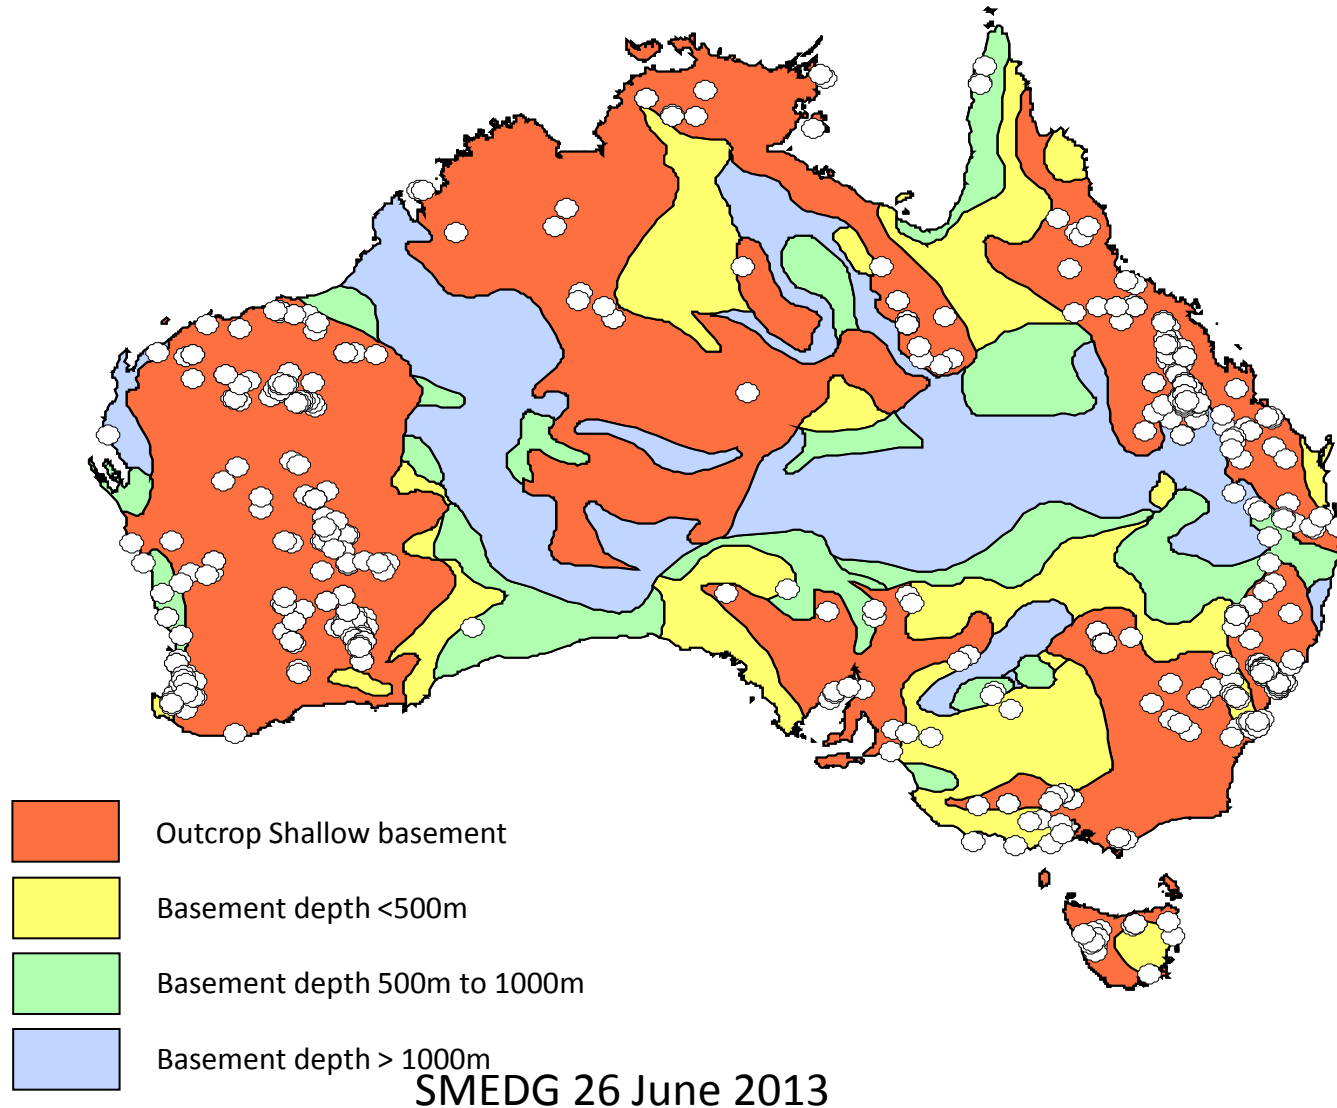 Outcrop Shallow basement
Basement depth <500m
Basement depth 500m to 1000m
Basement depth > 1000m
SMEDG 26 June 2013